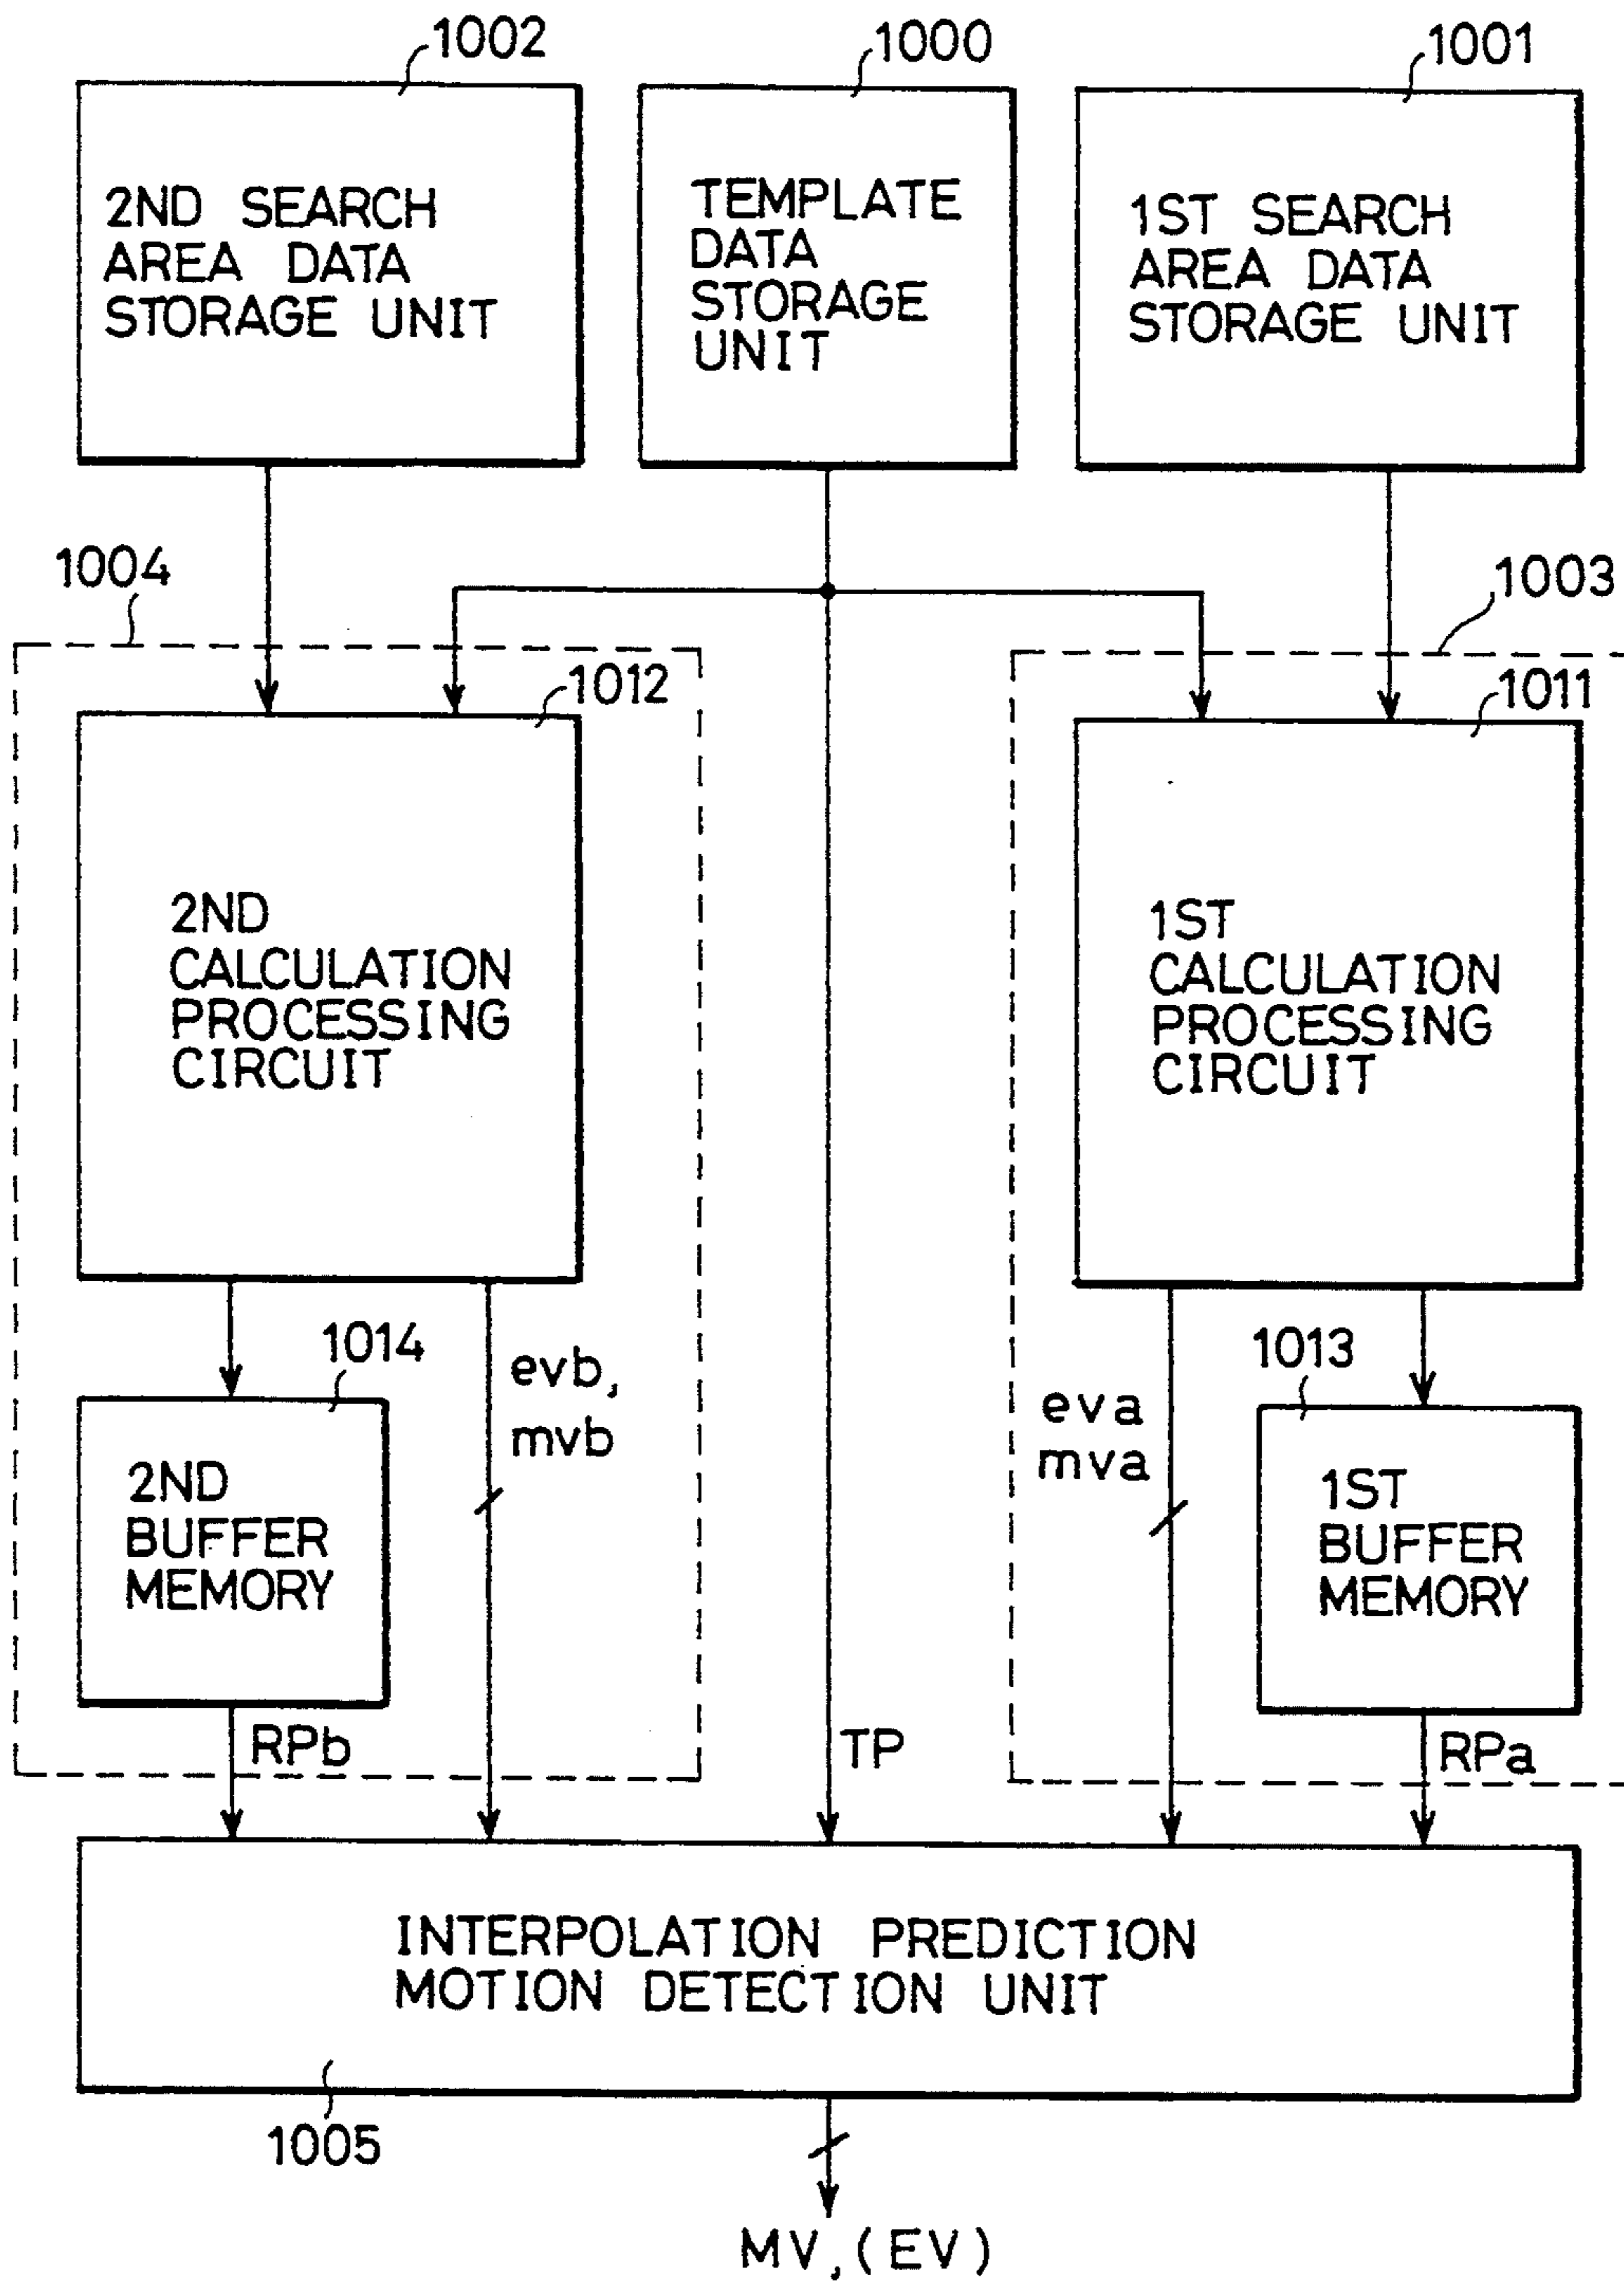 1002
1000
1001
2ND SEARCH
AREA DATA
STORAGE UNIT
TEMPLATE
DATA
STORAGE
UNIT
1ST SEARCH
AREA DATA
STORAGE UNIT
1004
1003
1012
1011
2ND
CALCULATION
PROCESSING
CIRCUIT
1ST
CALCULATION
PROCESSING
CIRCUIT
1014
evb,
mvb
eva
mva
1013
2ND
BUFFER
MEMORY
1ST
BUFFER
MEMORY
RPb
TP
RPa
INTERPOLATION PREDICTION
MOTION DETECTION UNIT
1005
MV,(EV)